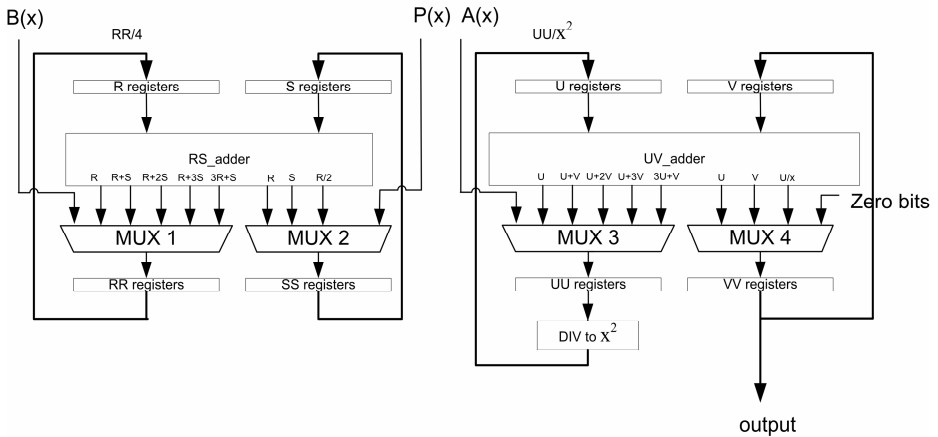 B(x) P(x) A(x)
RR/4 UU/x²
R registers S registers U registers V registers
RS_adder UV_adder
R R+S R+2S R+3S 3R+S R S R/2 U U+V U+2V U+3V 3U+V U V U/x
Zero bits
MUX 1 MUX 2 MUX 3 MUX 4
RR registers SS registers UU registers VV registers
DIV to x²
output